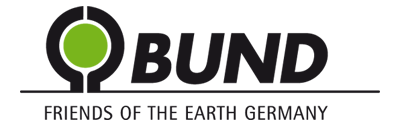 BUND
FRIENDS OF THE EARTH GERMANY